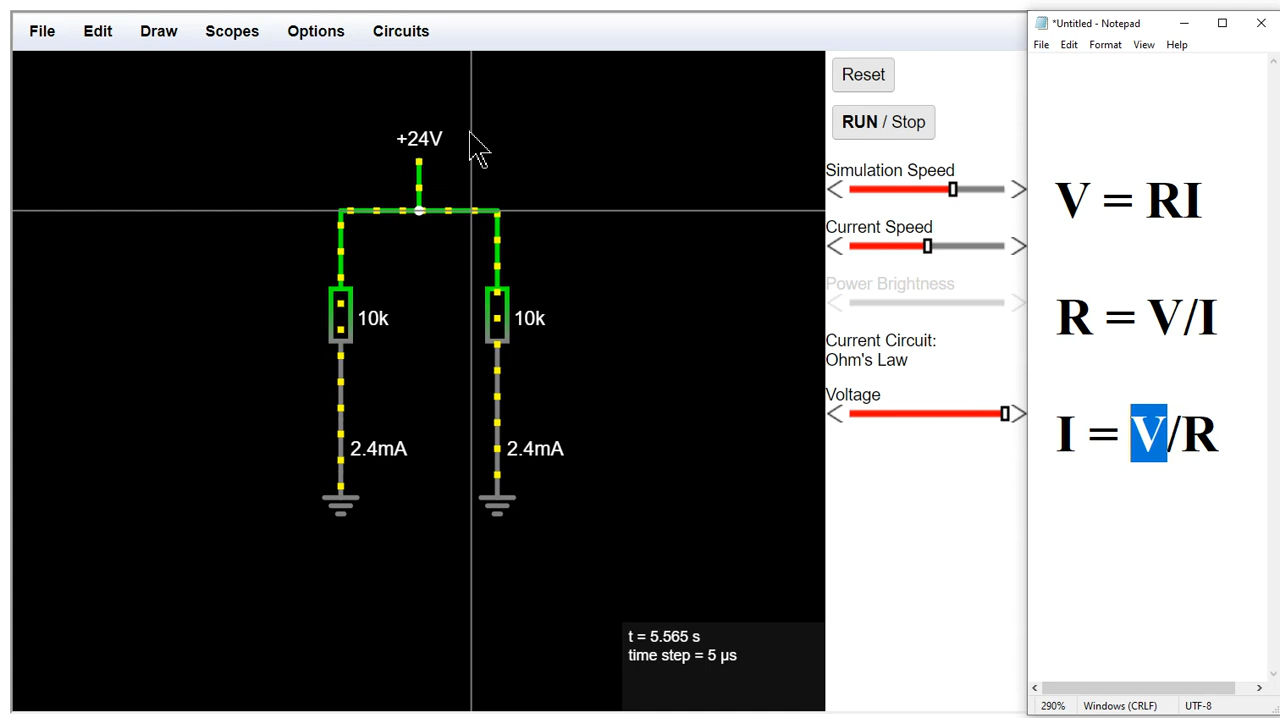 File Edit Draw Scopes Options Circuits
+24V
10k
10k
2.4mA
2.4mA
t = 5.565 s
time step = 5 μs
Reset
RUN / Stop
Simulation Speed
Current Speed
Power Brightness
Current Circuit:
Ohm's Law
Voltage
*Untitled - Notepad
File Edit Format View Help
V = RI
R = V/I
I = V/R
290% Windows (CRLF) UTF-8